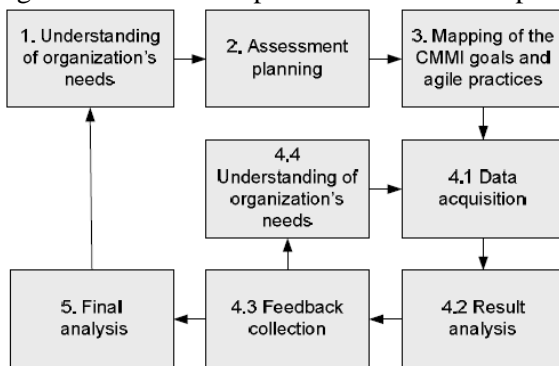 1. Understanding
of organization's
needs
2. Assessment
planning
3. Mapping of the
CMMI goals and
agile practices
4.4
Understanding of
organization's
needs
4.1 Data
acquisition
5. Final
analysis
4.3 Feedback
collection
4.2 Result
analysis